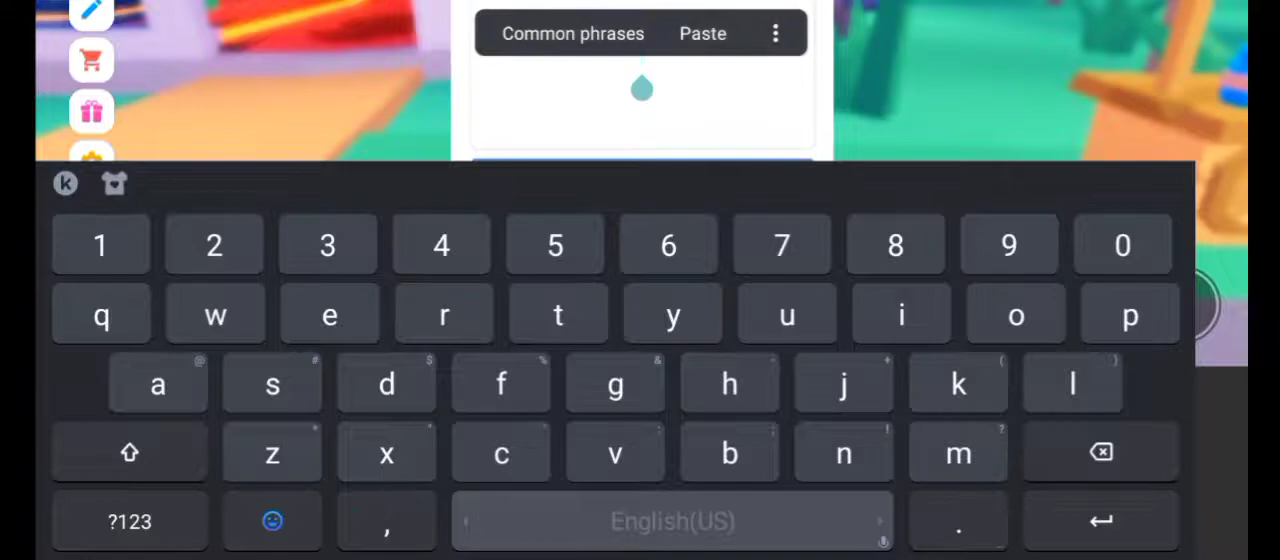 Common phrases Paste
1 2 3 4 5 6 7 8 9 0
q w e r t y u i o p
@ # $ % & - + ( )
a s d f g h j k l
z x c v b n m
* " ' : ; ! ?
?123 , English(US) .